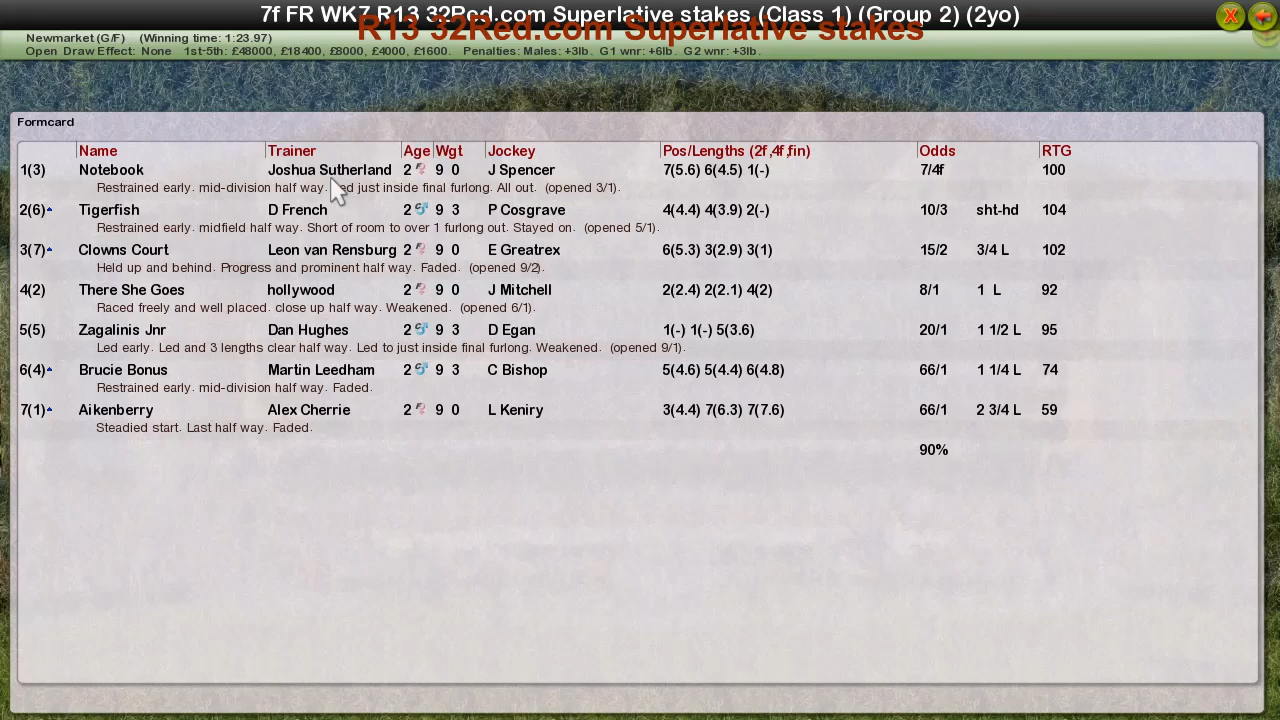 7f FR WK7 R13 32Red.com Superlative stakes (Class 1) (Group 2) (2yo)
R13 32Red.com Superlative stakes
Newmarket (G/F) (Winning time: 1:23.97)
Open Draw Effect: None 1st-5th: £48000, £18400, £8000, £4000, £1600. Penalties: Males: +3lb. G1 wnr: +6lb. G2 wnr: +3lb.
Formcard
Name Trainer Age Wgt Jockey Pos/Lengths (2f,4f,fin) Odds RTG
1(3) Notebook Joshua Sutherland 2 9 0 J Spencer 7(5.6) 6(4.5) 1(-) 7/4f 100
Restrained early. mid-division half way. just inside final furlong. All out. (opened 3/1).
2(6) Tigerfish D French 2 9 3 P Cosgrave 4(4.4) 4(3.9) 2(-) 10/3 sht-hd 104
Restrained early. midfield half way. Short of room to over 1 furlong out. Stayed on. (opened 5/1).
3(7) Clowns Court Leon van Rensburg 2 9 0 E Greatrex 6(5.3) 3(2.9) 3(1) 15/2 3/4 L 102
Held up and behind. Progress and prominent half way. Faded. (opened 9/2).
4(2) There She Goes hollywood 2 9 0 J Mitchell 2(2.4) 2(2.1) 4(2) 8/1 1 L 92
Raced freely and well placed. close up half way. Weakened. (opened 6/1).
5(5) Zagalinis Jnr Dan Hughes 2 9 3 D Egan 1(-) 1(-) 5(3.6) 20/1 1 1/2 L 95
Led early. Led and 3 lengths clear half way. Led to just inside final furlong. Weakened. (opened 9/1).
6(4) Brucie Bonus Martin Leedham 2 9 3 C Bishop 5(4.6) 5(4.4) 6(4.8) 66/1 1 1/4 L 74
Restrained early. mid-division half way. Faded.
7(1) Aikenberry Alex Cherrie 2 9 0 L Keniry 3(4.4) 7(6.3) 7(7.6) 66/1 2 3/4 L 59
Steadied start. Last half way. Faded.
90%